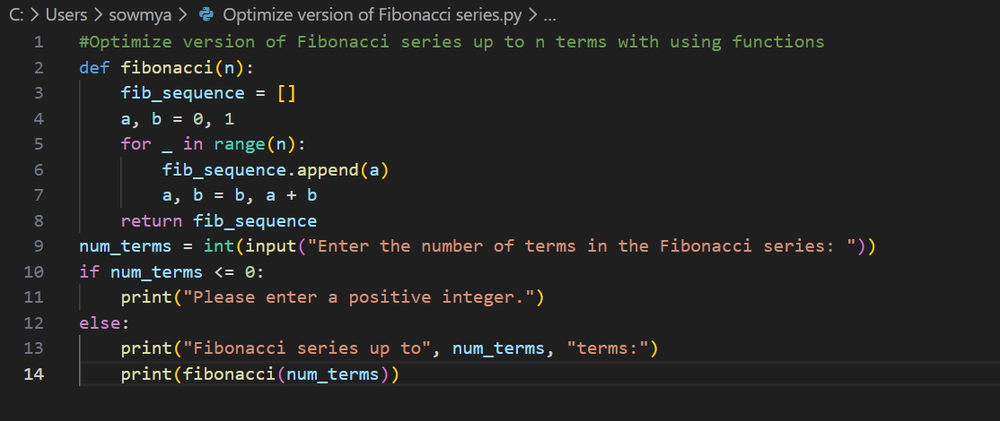 C: > Users > sowmya > Optimize version of Fibonacci series.py > ...
1 #Optimize version of Fibonacci series up to n terms with using functions
2 def fibonacci(n):
3     fib_sequence = []
4     a, b = 0, 1
5     for _ in range(n):
6         fib_sequence.append(a)
7         a, b = b, a + b
8     return fib_sequence
9 num_terms = int(input("Enter the number of terms in the Fibonacci series: "))
10 if num_terms <= 0:
11     print("Please enter a positive integer.")
12 else:
13     print("Fibonacci series up to", num_terms, "terms:")
14     print(fibonacci(num_terms))